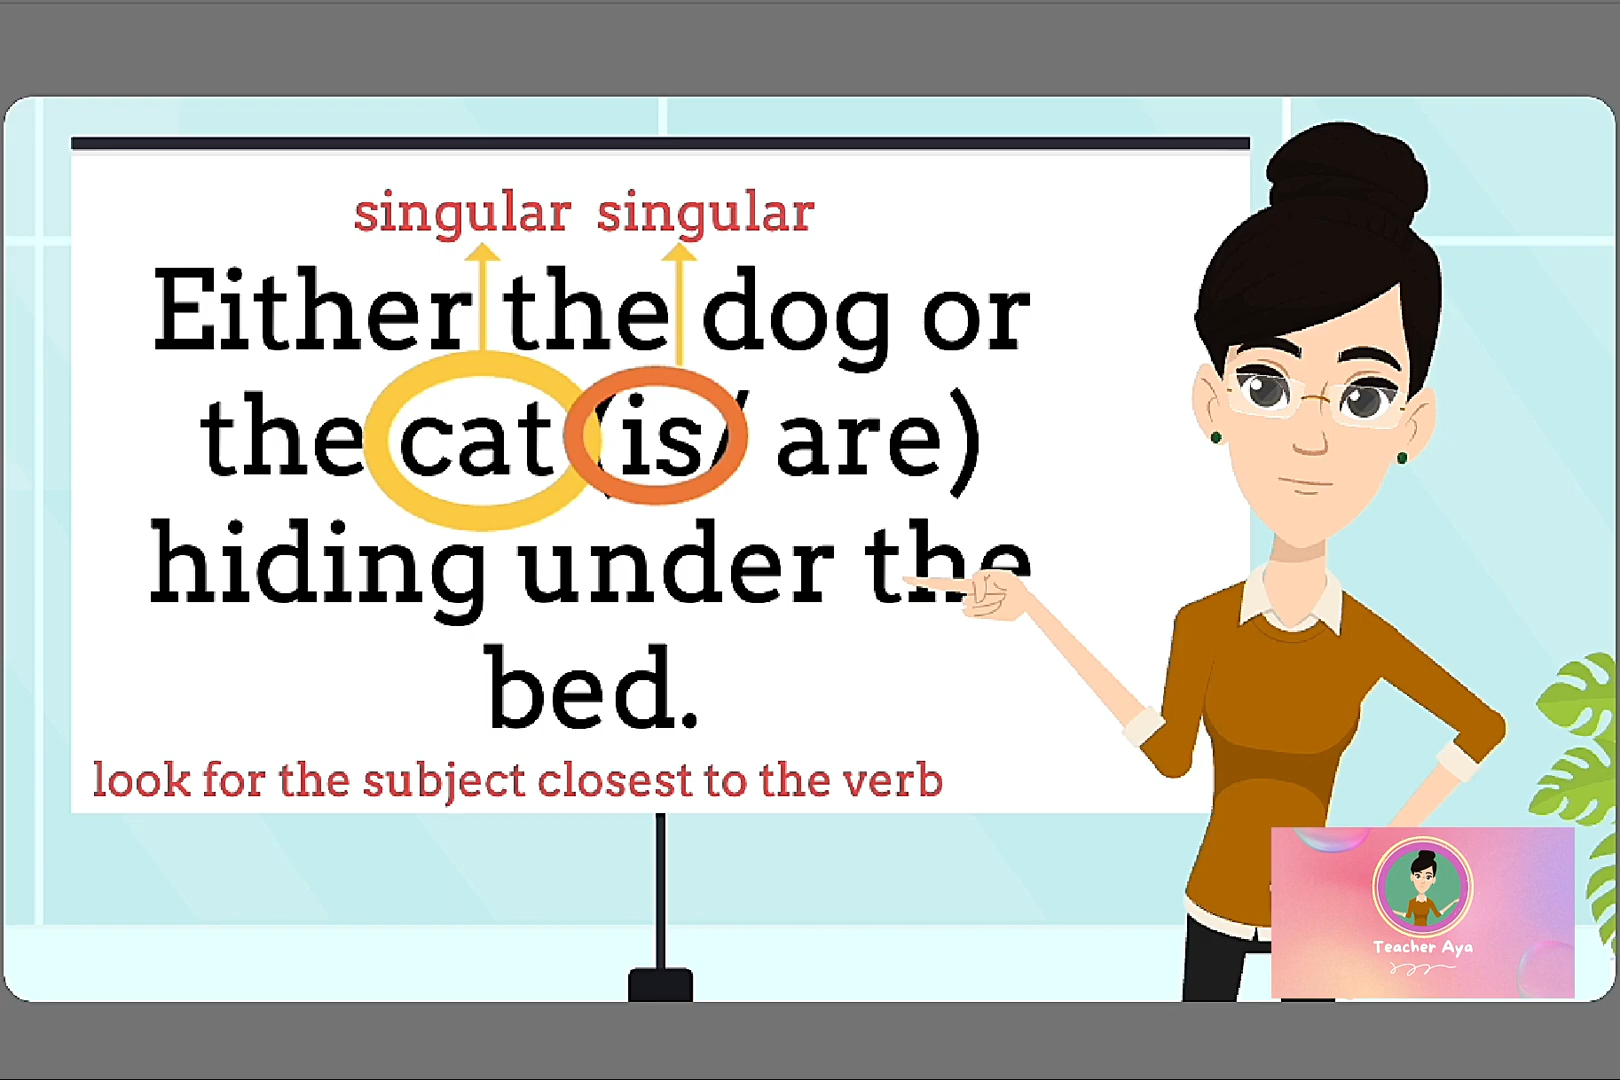 singular singular
Either the dog or
the cat (is/ are)
hiding under the
bed.
look for the subject closest to the verb
Teacher Aya